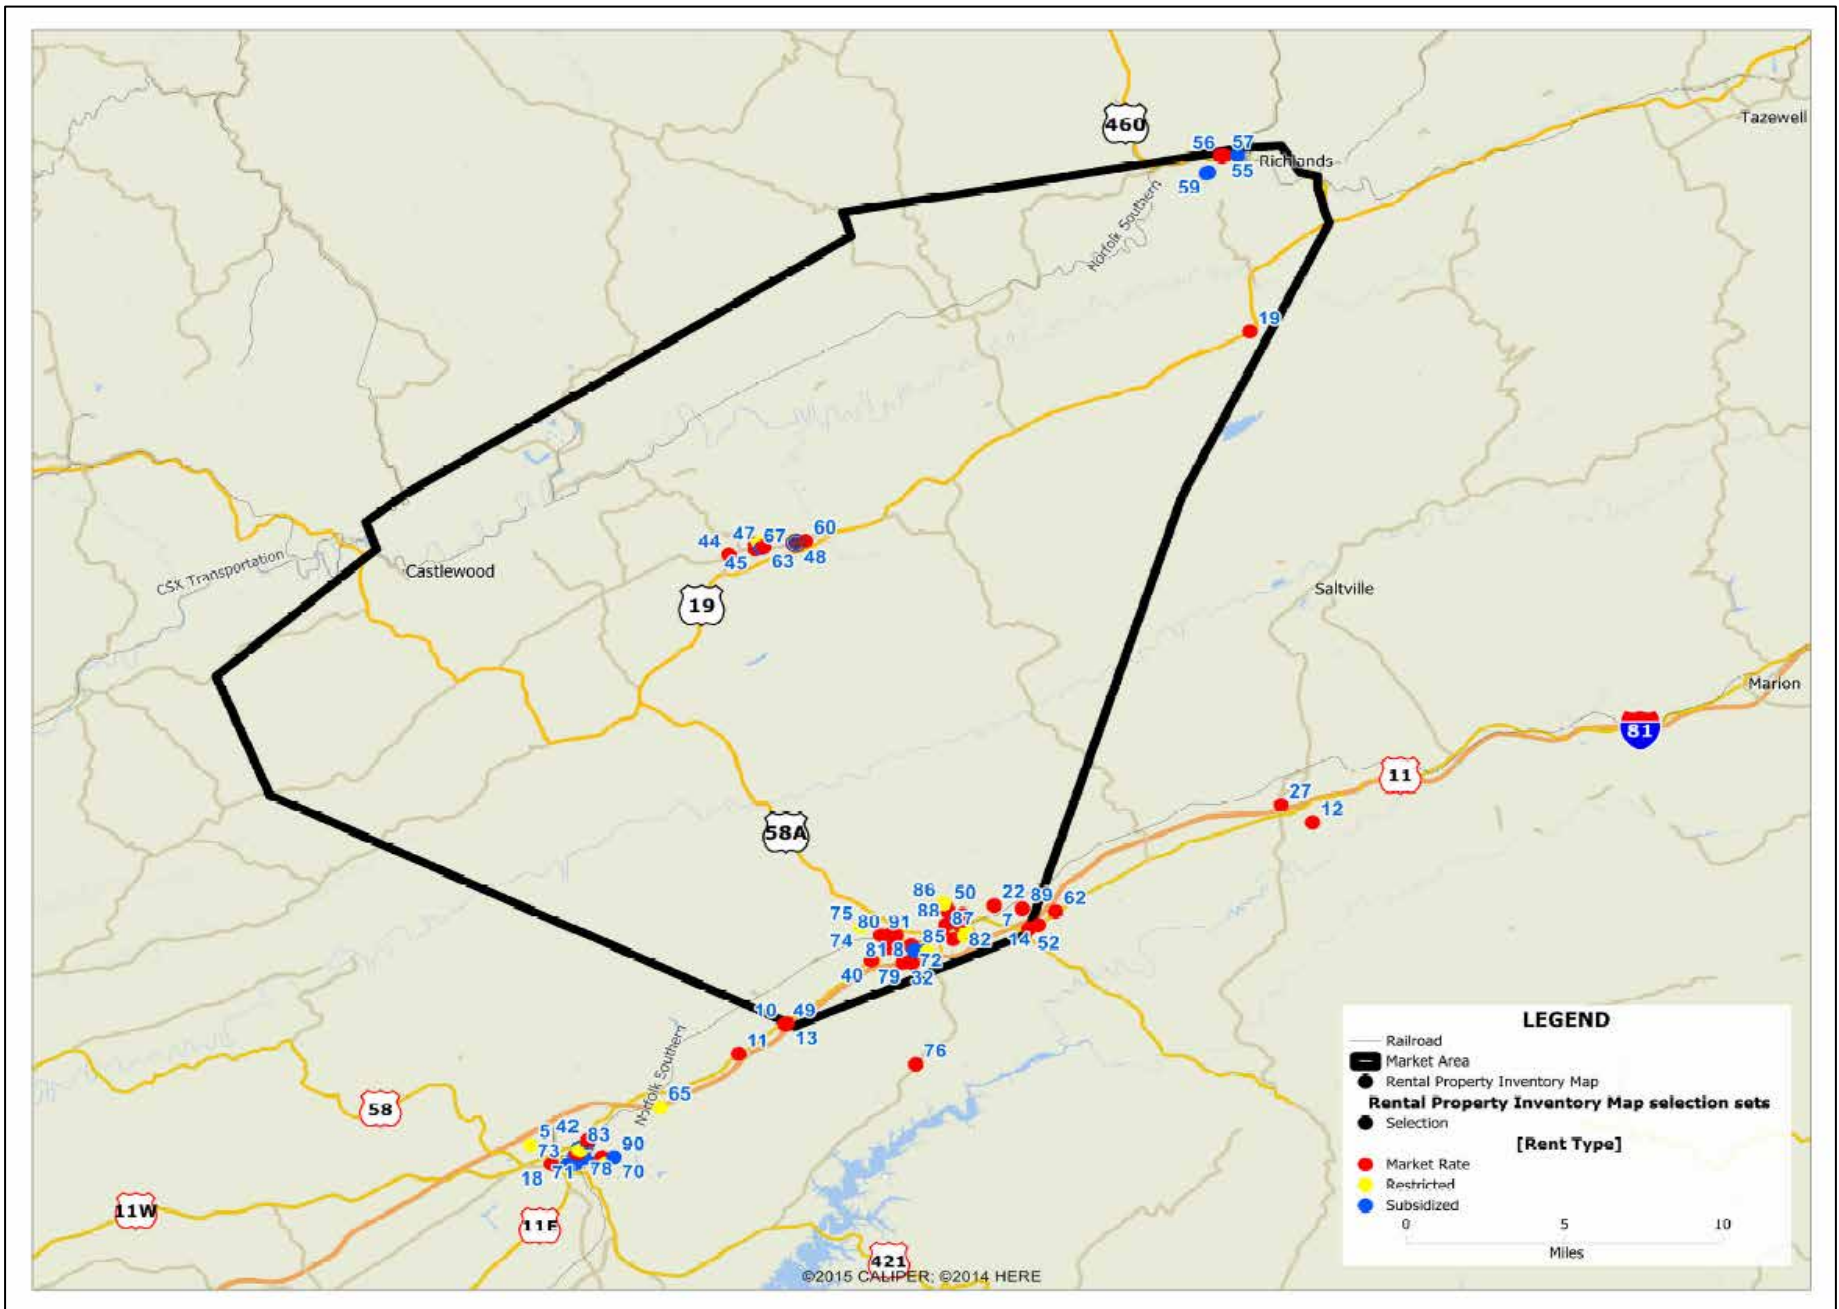 460
Tazewell
56 57
Richlands
59 55
Norfolk Southern
19
47 67 60
44
45 63 48
CSX Transportation
Castlewood
19
Saltville
Marion
81
11
27
12
58A
86 50 22 89 62
75 80 91 88 87 7
74 81 8 85 82 14 52
72
40 79 32
10 49
11 13
76
Norfolk Southern
65
58
5 42 83
73 90
18 71 78 70
11W
11E
421
LEGEND
Railroad
Market Area
Rental Property Inventory Map
Rental Property Inventory Map selection sets
Selection
[Rent Type]
Market Rate
Restricted
Subsidized
0 5 10
Miles
©2015 CALIPER; ©2014 HERE